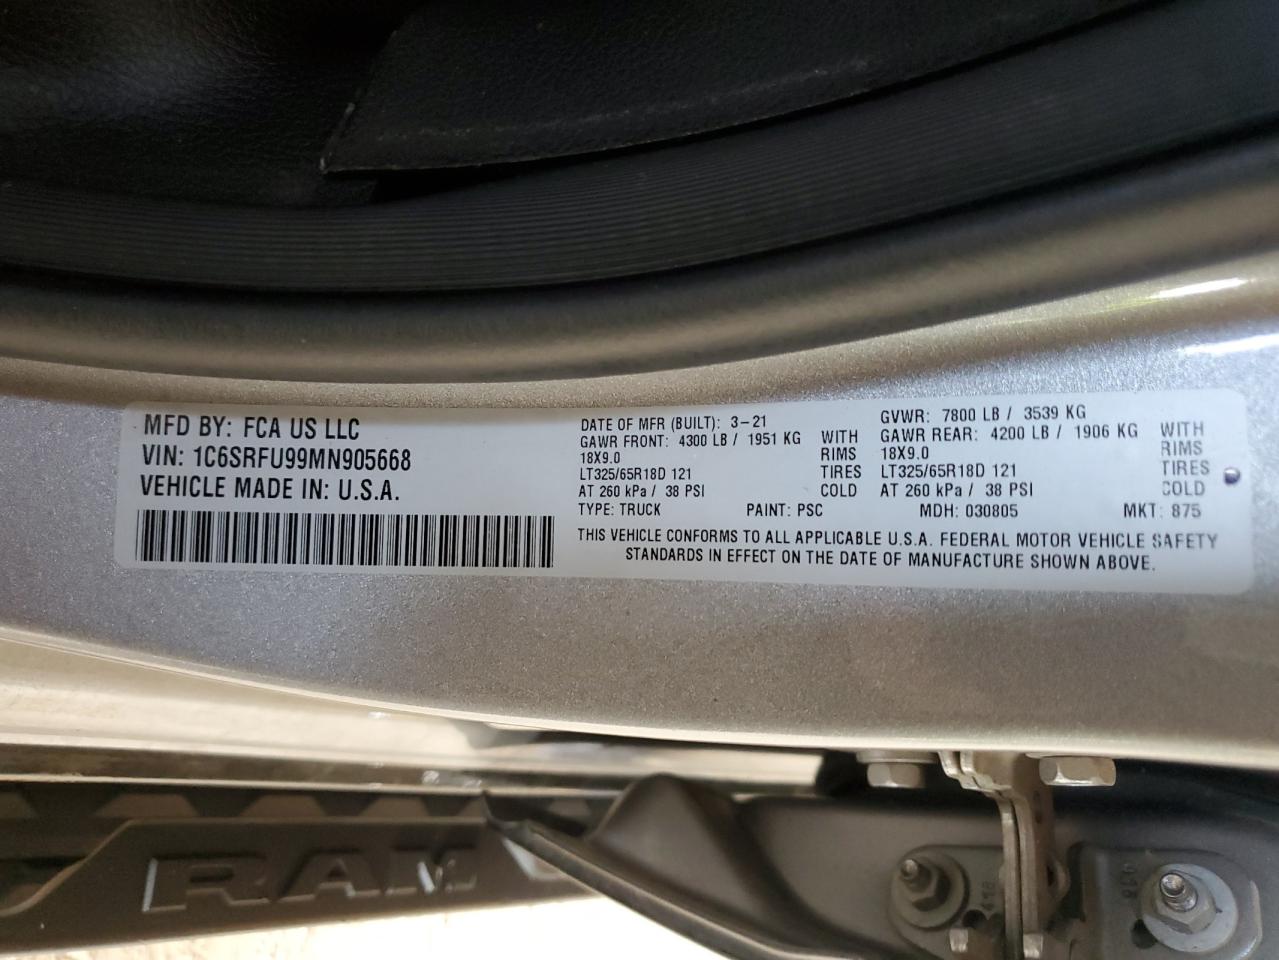 MFD BY: FCA US LLC
VIN: 1C6SRFU99MN905668
VEHICLE MADE IN: U.S.A.
DATE OF MFR (BUILT): 3-21
GAWR FRONT: 4300 LB / 1951 KG WITH
18X9.0 RIMS
LT325/65R18D 121 TIRES
AT 260 kPa / 38 PSI COLD
GVWR: 7800 LB / 3539 KG
GAWR REAR: 4200 LB / 1906 KG WITH
18X9.0 RIMS
LT325/65R18D 121 TIRES
AT 260 kPa / 38 PSI COLD
TYPE: TRUCK PAINT: PSC MDH: 030805 MKT: 875
THIS VEHICLE CONFORMS TO ALL APPLICABLE U.S.A. FEDERAL MOTOR VEHICLE SAFETY
STANDARDS IN EFFECT ON THE DATE OF MANUFACTURE SHOWN ABOVE.
RAM